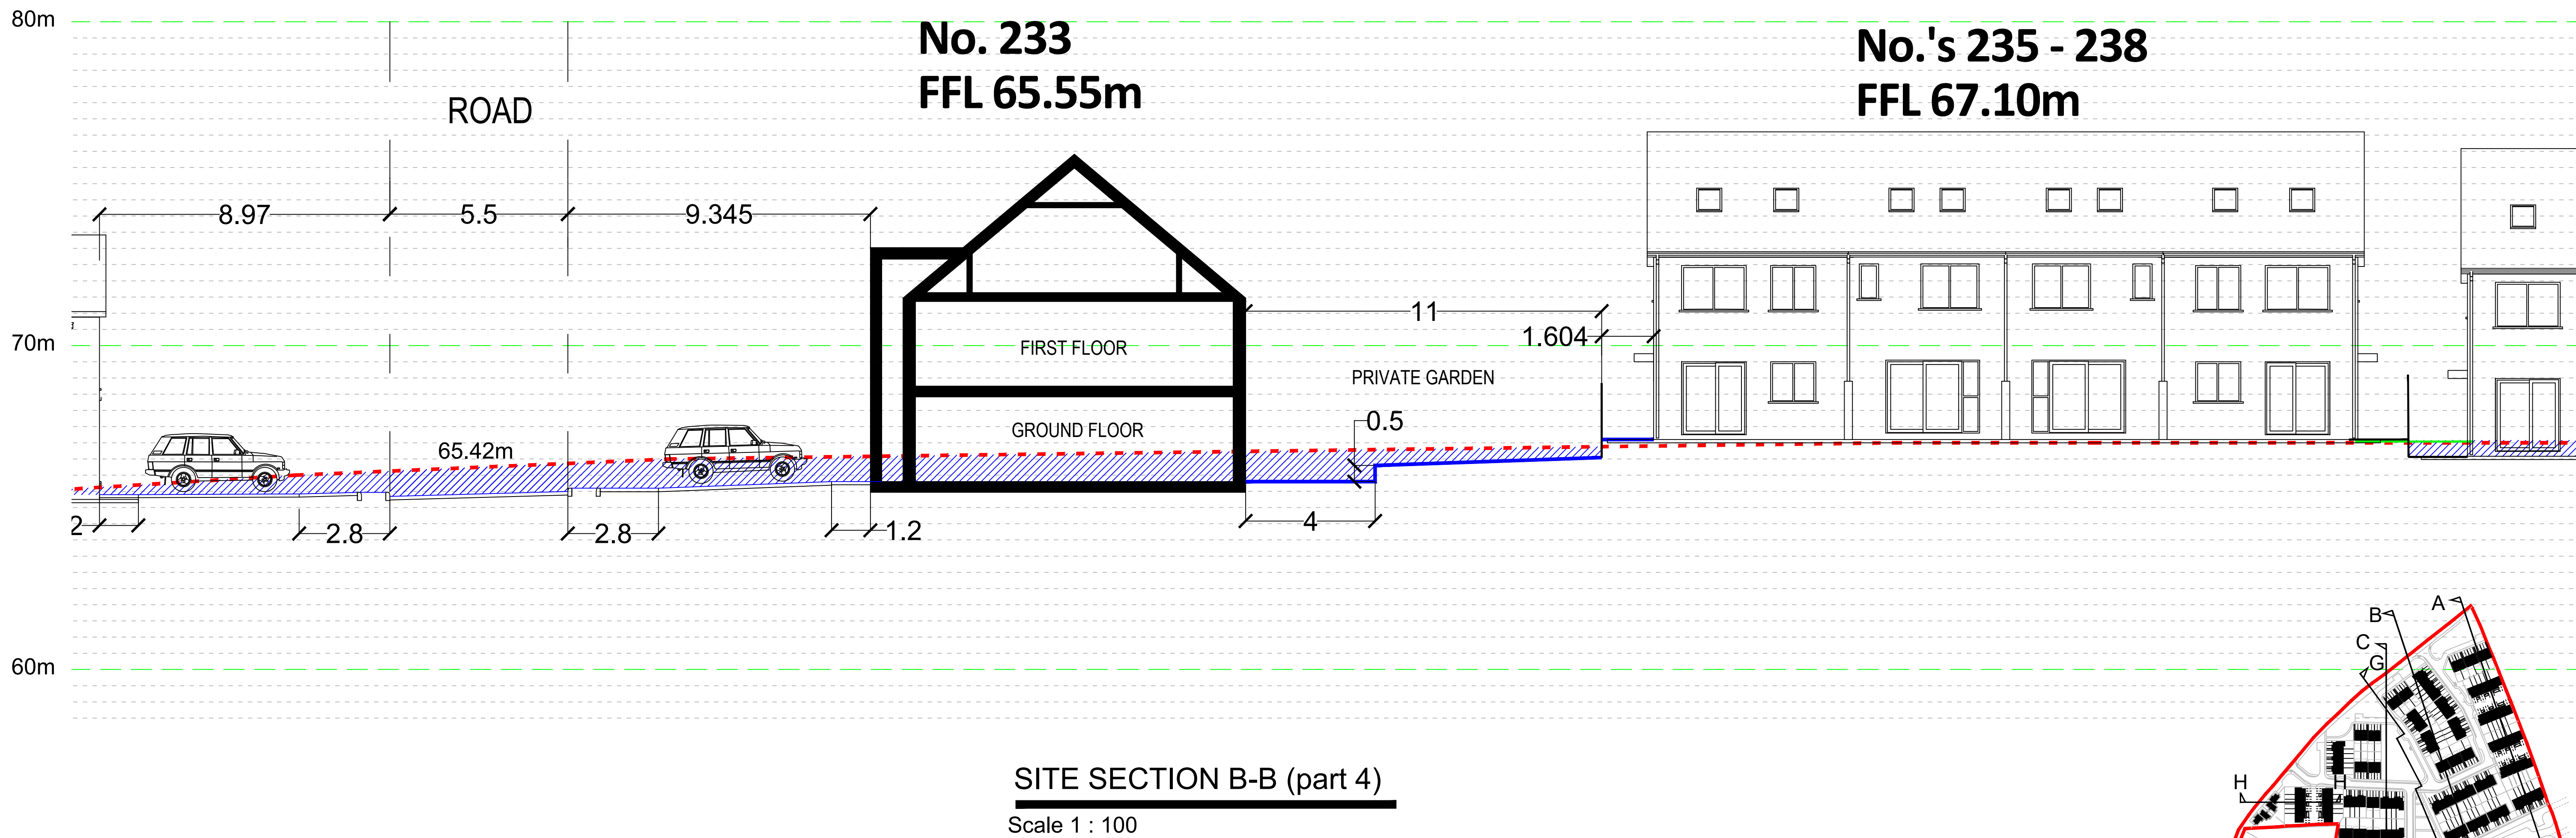 80m
No. 233
FFL 65.55m
No.'s 235 - 238
FFL 67.10m
ROAD
8.97
5.5
9.345
11
1.604
70m
FIRST FLOOR
PRIVATE GARDEN
0.5
GROUND FLOOR
65.42m
2
2.8
2.8
1.2
4
60m
A
B
C
G
H
H
SITE SECTION B-B (part 4)
Scale 1 : 100